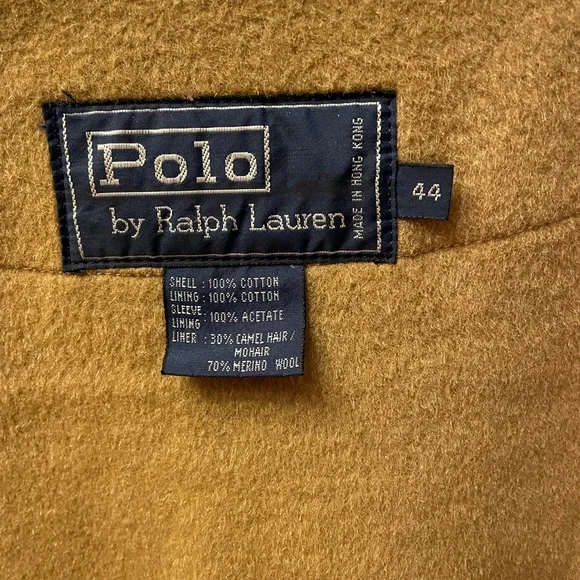 Polo
by Ralph Lauren
MADE IN HONG KONG
44
SHELL : 100% COTTON
LINING : 100% COTTON
SLEEVE
LINING : 100% ACETATE
LINER : 30% CAMEL HAIR /
MOHAIR
70% MERINO WOOL